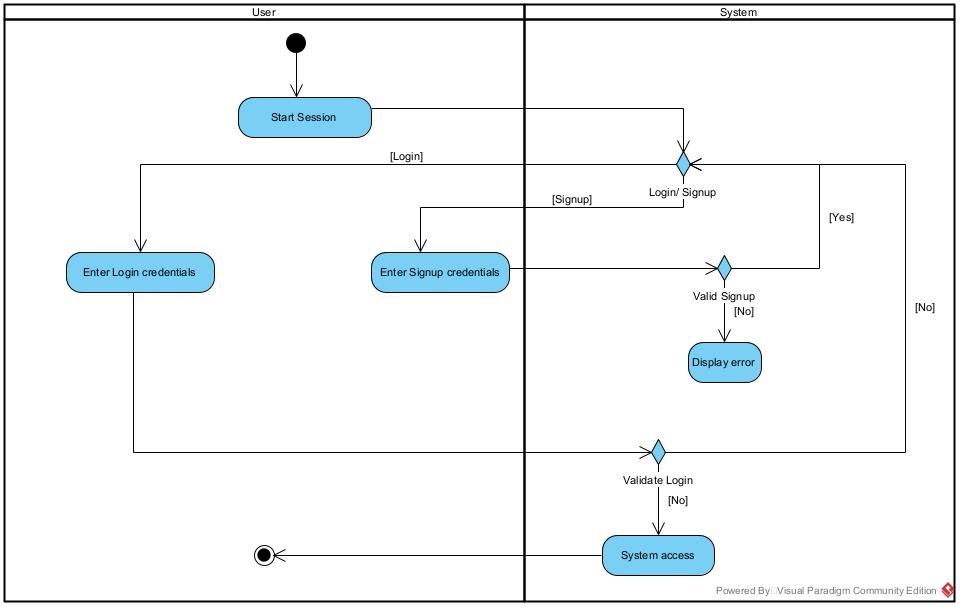 User
System
Start Session
[Login]
Login/ Signup
[Signup]
[Yes]
Enter Login credentials
Enter Signup credentials
Valid Signup
[No]
[No]
Display error
Validate Login
[No]
System access
Powered By Visual Paradigm Community Edition